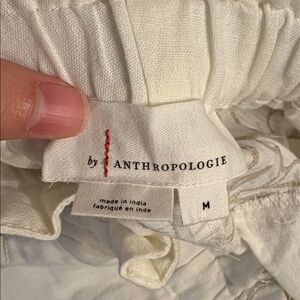 by ANTHROPOLOGIE
made in india
fabriqué en inde
M